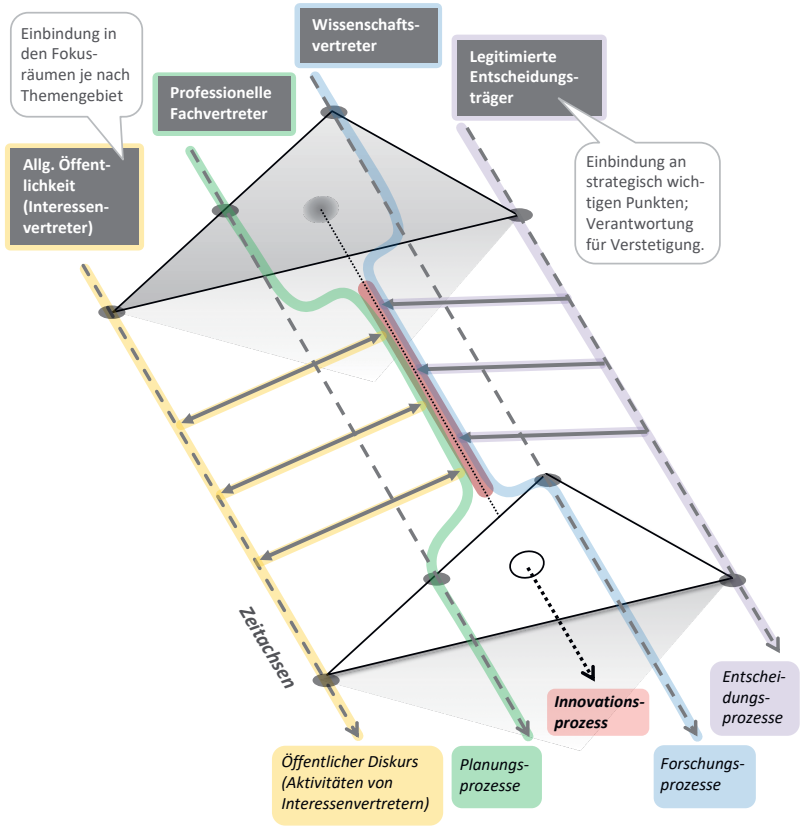 Einbindung in
den Fokus-
räumen je nach
Themengebiet
Wissenschafts-
vertreter
Legitimierte
Entscheidungs-
träger
Professionelle
Fachvertreter
Allg. Öffent-
lichkeit
(Interessen-
vertreter)
Einbindung an
strategisch wich-
tigen Punkten;
Verantwortung
für Verstetigung.
Zeitachsen
Entschei-
dungs-
prozesse
Innovations-
prozess
Öffentlicher Diskurs
(Aktivitäten von
Interessenvertretern)
Planungs-
prozesse
Forschungs-
prozesse